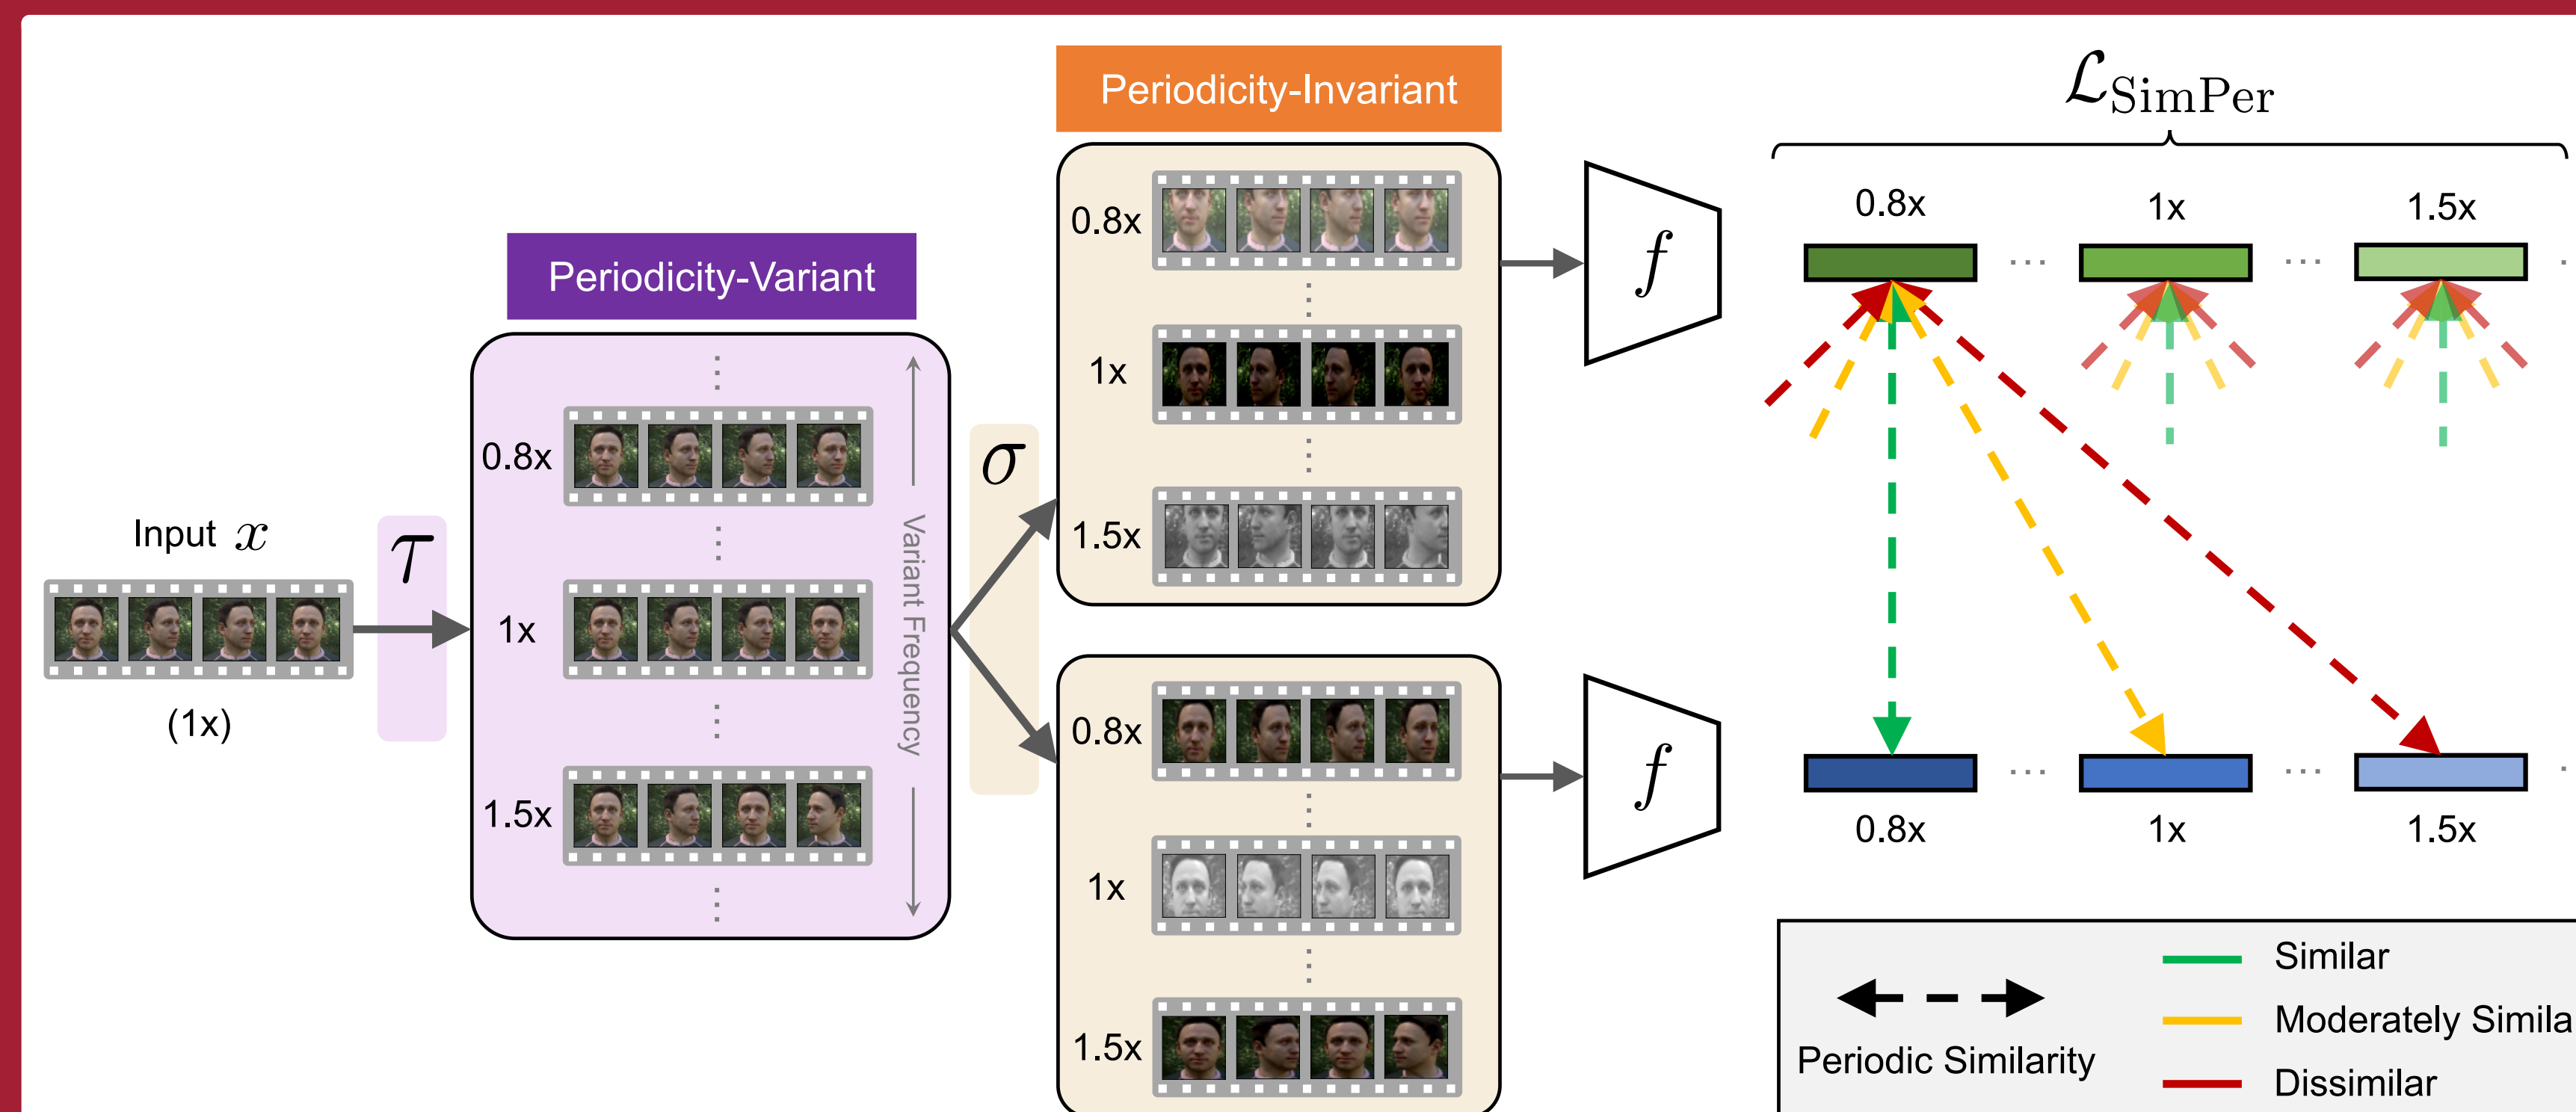 Periodicity-Invariant
ℒSimPer
0.8x
1x
1.5x
0.8x
1x
1.5x
f
Periodicity-Variant
0.8x
1x
1.5x
Variant Frequency
Input x
(1x)
τ
σ
0.8x
1x
1.5x
f
0.8x
1x
1.5x
Periodic Similarity
Similar
Moderately Simila
Dissimilar